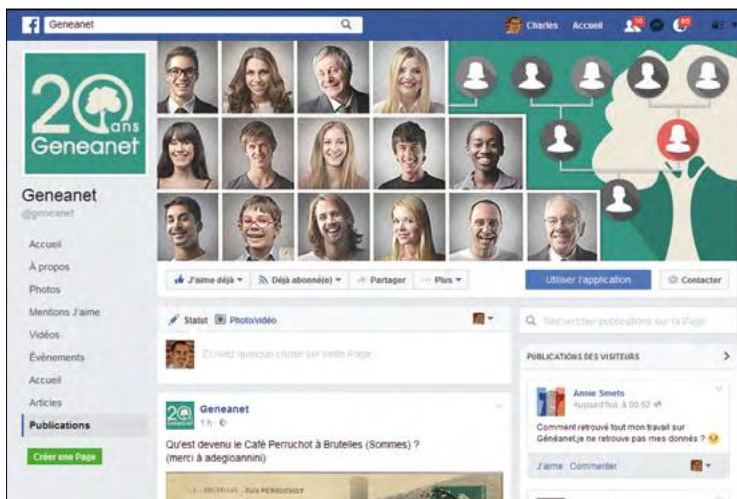 Geneanet
Charles Accueil
20
ans
Geneanet
Geneanet
@geneanet
Accueil
À propos
Photos
Mentions J'aime
Vidéos
Évènements
Accueil
Articles
Publications
Créer une Page
J'aime déjà
Déjà abonné(e)
Partager
Plus
Utiliser l'application
Contacter
Statut Photo/vidéo
Écrivez quelque chose sur cette Page...
Geneanet
1 h
Qu'est devenu le Café Perruchot à Brutelles (Sommes) ?
(merci à adegioannini)
BRUTELLES - Café PERRUCHOT
Rechercher publications sur la Page
PUBLICATIONS DES VISITEURS
Annie Smets
Aujourd'hui, à 00:52
Comment retrouvé tout mon travail sur
Généanet,je ne retrouve pas mes donnés ?
J'aime Commenter